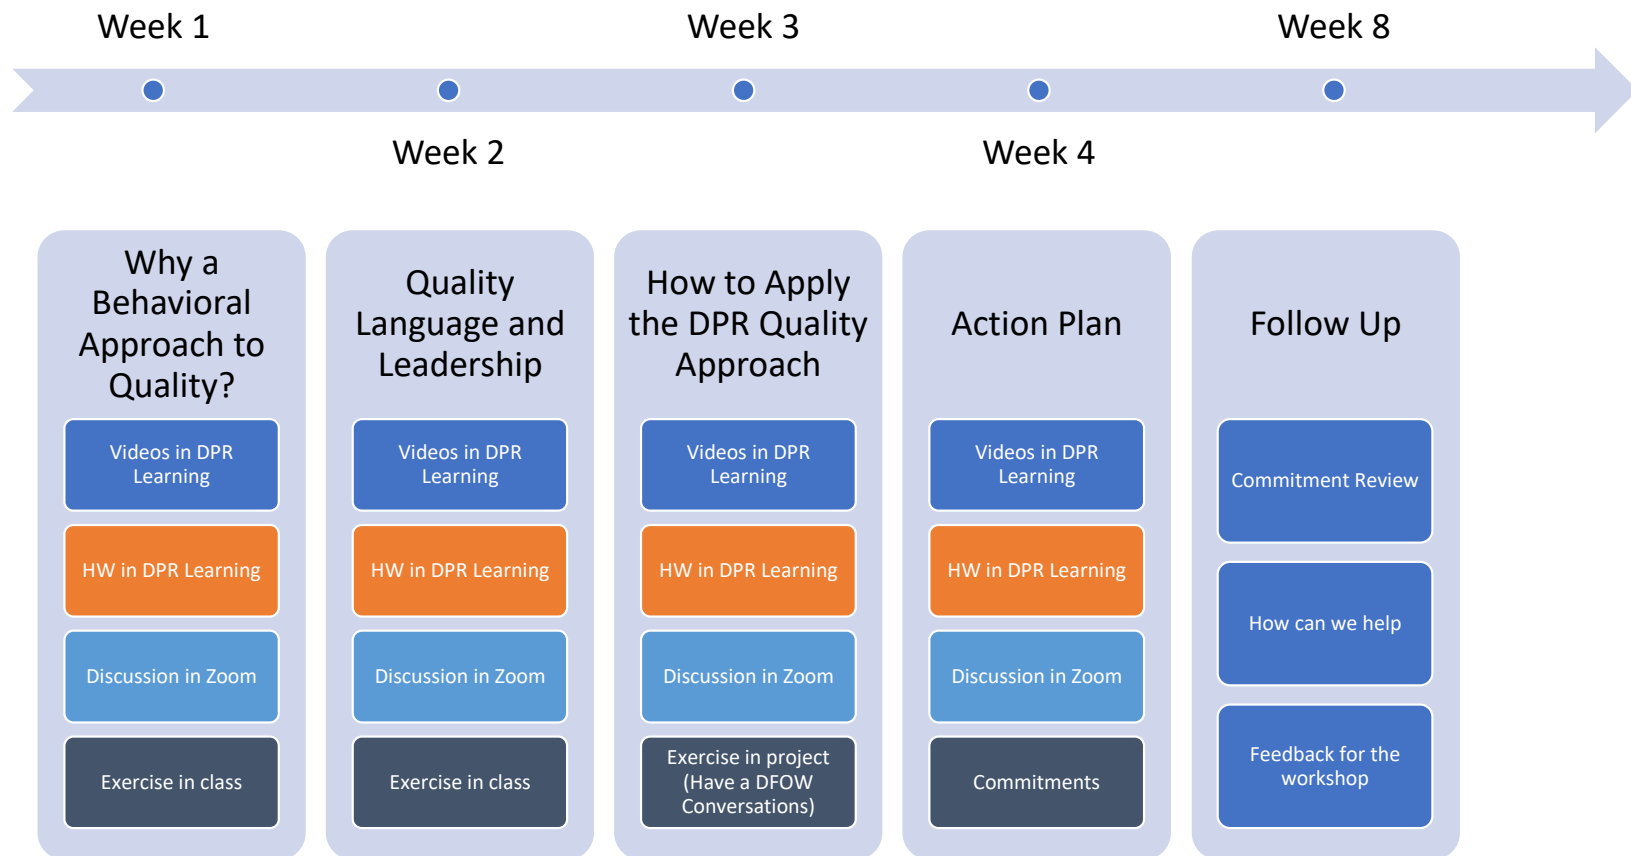 Week 1
Week 3
Week 8
Week 2
Week 4
Why a
Behavioral
Approach to
Quality?
Videos in DPR
Learning
HW in DPR Learning
Discussion in Zoom
Exercise in class
Quality
Language and
Leadership
Videos in DPR
Learning
HW in DPR Learning
Discussion in Zoom
Exercise in class
How to Apply
the DPR Quality
Approach
Videos in DPR
Learning
HW in DPR Learning
Discussion in Zoom
Exercise in project
(Have a DFOW
Conversations)
Action Plan
Videos in DPR
Learning
HW in DPR Learning
Discussion in Zoom
Commitments
Follow Up
Commitment Review
How can we help
Feedback for the
workshop